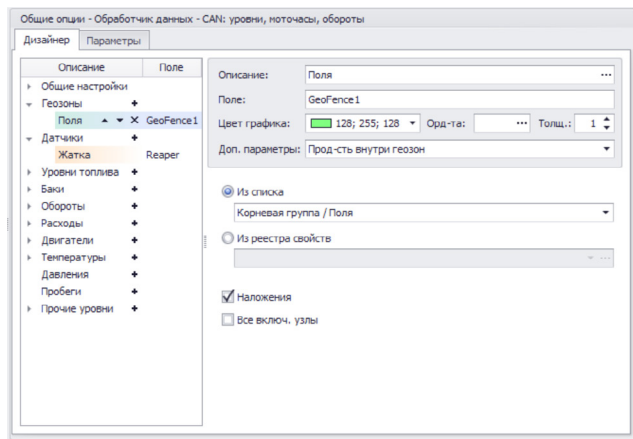 Общие опции - Обработчик данных - CAN: уровни, моточасы, обороты
Дизайнер Параметры
Описание Поле
Общие настройки
Геозоны
Поля GeoFence1
Датчики
Жатка Reaper
Уровни топлива
Баки
Обороты
Расходы
Двигатели
Температуры
Давления
Пробеги
Прочие уровни
Описание: Поля ...
Поле: GeoFence1
Цвет графика: 128; 255; 128 Орд-та: ... Толщ.: 1
Доп. параметры: Прод-сть внутри геозон
Из списка
Корневая группа / Поля
Из реестра свойств
...
Наложения
Все включ. узлы